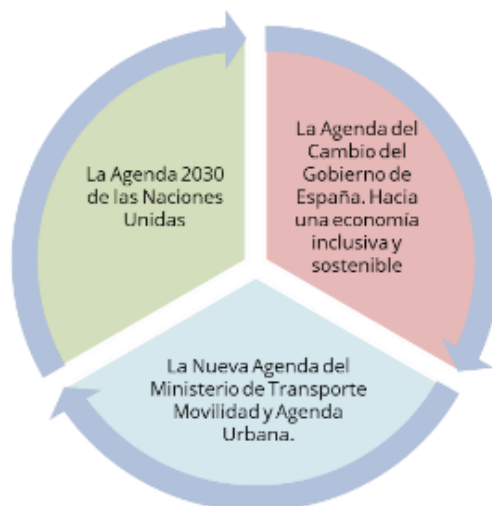 La Agenda 2030
de las Naciones
Unidas
La Agenda del
Cambio del
Gobierno de
España. Hacia
una economía
inclusiva y
sostenible
La Nueva Agenda del
Ministerio de Transporte
Movilidad y Agenda
Urbana.